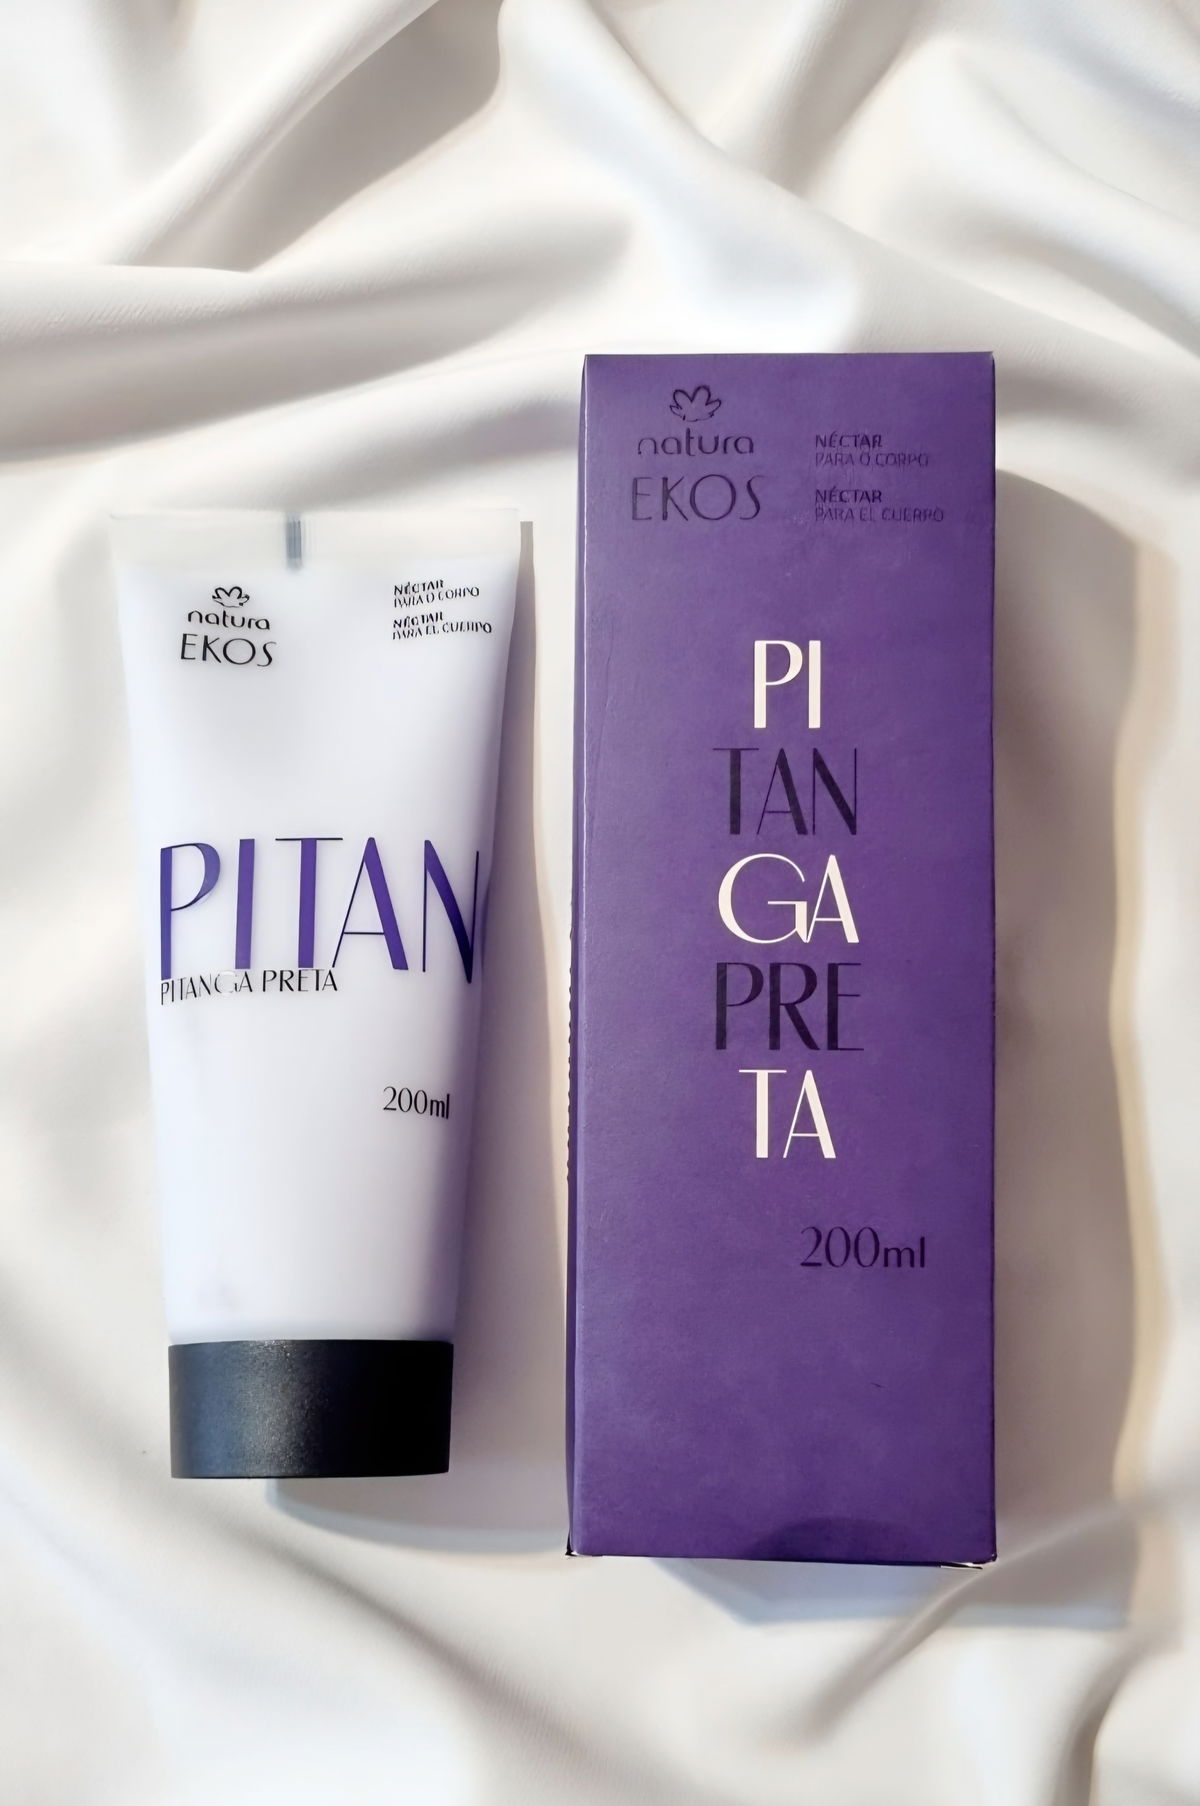 natura
EKOS
NÉCTAR
PARA O CORPO
NÉCTAR
PARA EL CUERPO
PITAN
PITANGA PRETA
200ml
natura
EKOS
NÉCTAR
PARA O CORPO
NÉCTAR
PARA EL CUERPO
PI
TAN
GA
PRE
TA
200ml